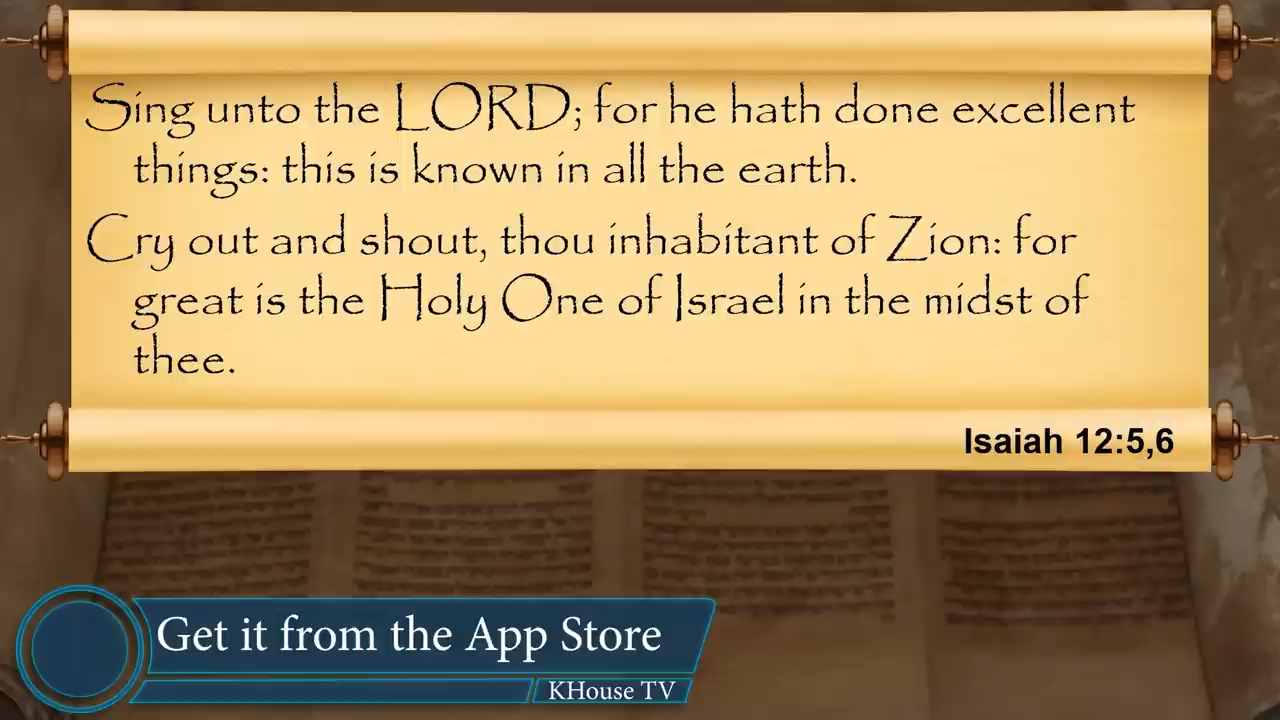 Sing unto the LORD; for he hath done excellent
things: this is known in all the earth.
Cry out and shout, thou inhabitant of Zion: for
great is the Holy One of Israel in the midst of
thee.
Isaiah 12:5,6
Get it from the App Store
KHouse TV